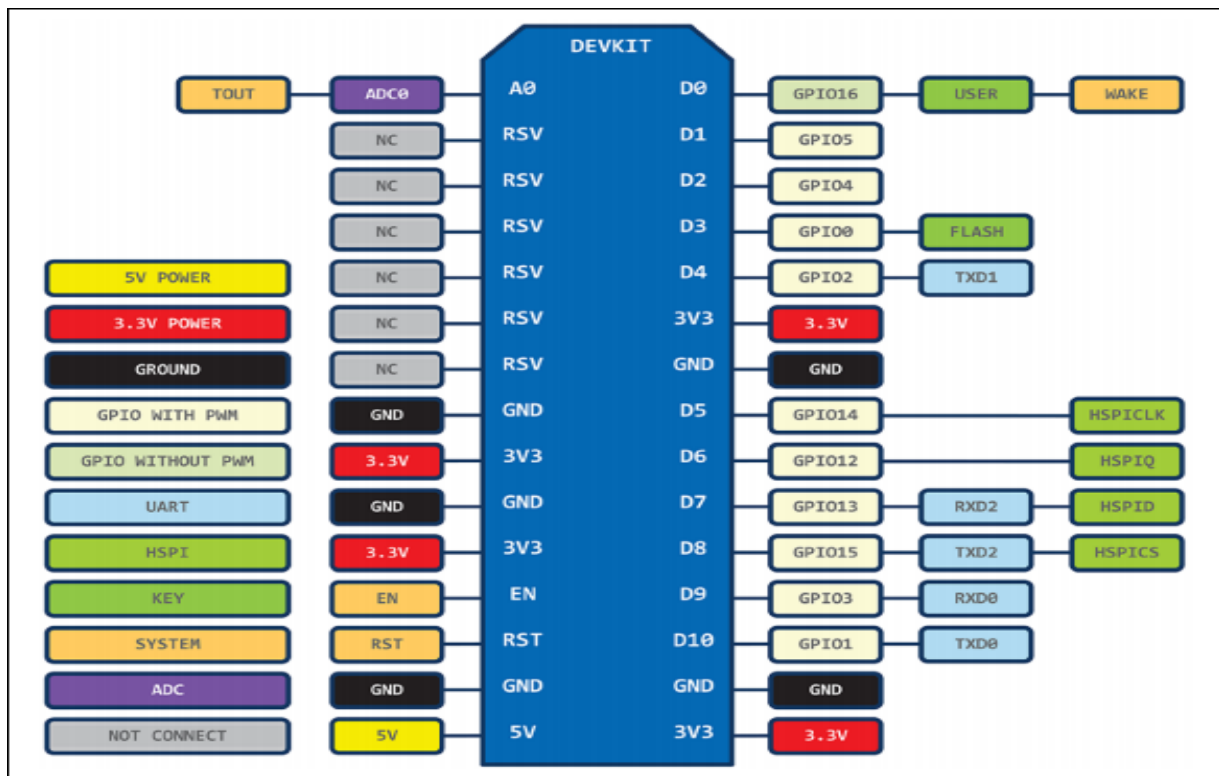 DEVKIT
TOUT ADC0 A0 D0 GPIO16 USER WAKE
NC RSV D1 GPIO5
NC RSV D2 GPIO4
NC RSV D3 GPIO0 FLASH
5V POWER NC RSV D4 GPIO2 TXD1
3.3V POWER NC RSV 3V3 3.3V
GROUND NC RSV GND GND
GPIO WITH PWM GND GND D5 GPIO14 HSPICLK
GPIO WITHOUT PWM 3.3V 3V3 D6 GPIO12 HSPIQ
UART GND GND D7 GPIO13 RXD2 HSPID
HSPI 3.3V 3V3 D8 GPIO15 TXD2 HSPICS
KEY EN EN D9 GPIO3 RXD0
SYSTEM RST RST D10 GPIO1 TXD0
ADC GND GND GND GND
NOT CONNECT 5V 5V 3V3 3.3V